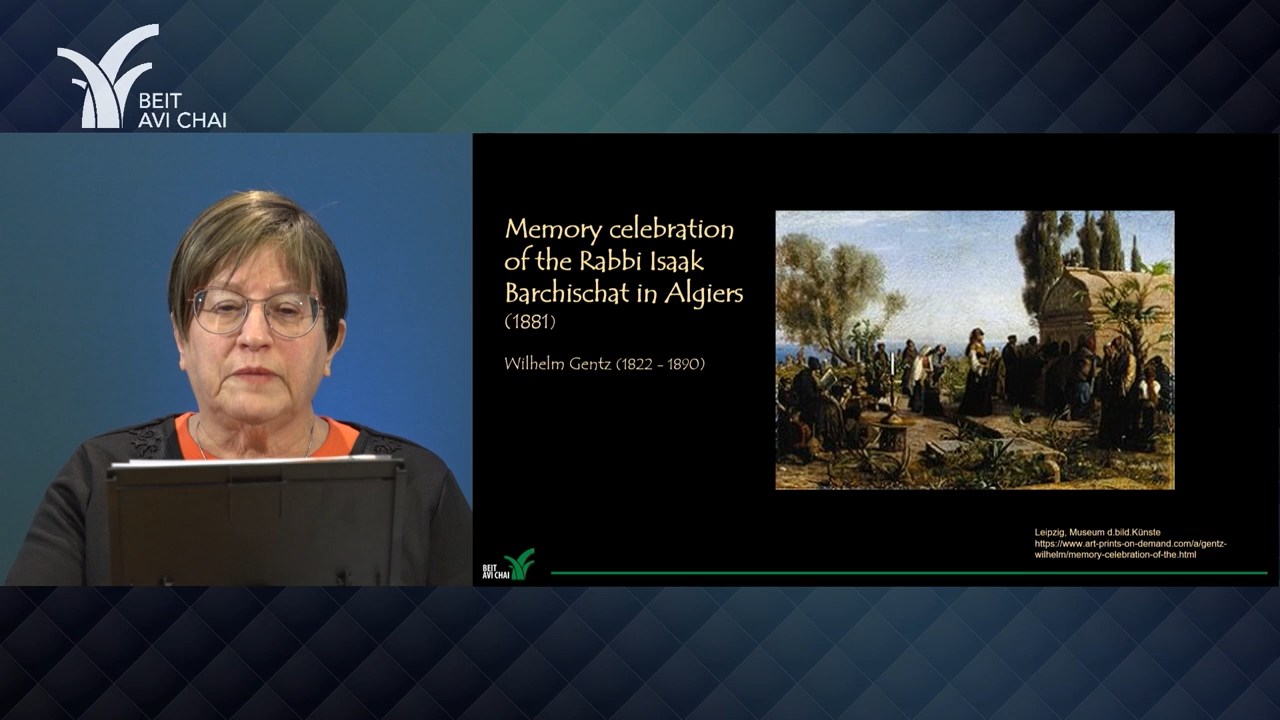 BEIT
AVI CHAI
Memory celebration
of the Rabbi Isaak
Barchischat in Algiers
(1881)
Wilhelm Gentz (1822 - 1890)
Leipzig, Museum d.bild.Künste
https://www.art-prints-on-demand.com/a/gentz-
wilhelm/memory-celebration-of-the.html
BEIT
AVI CHAI